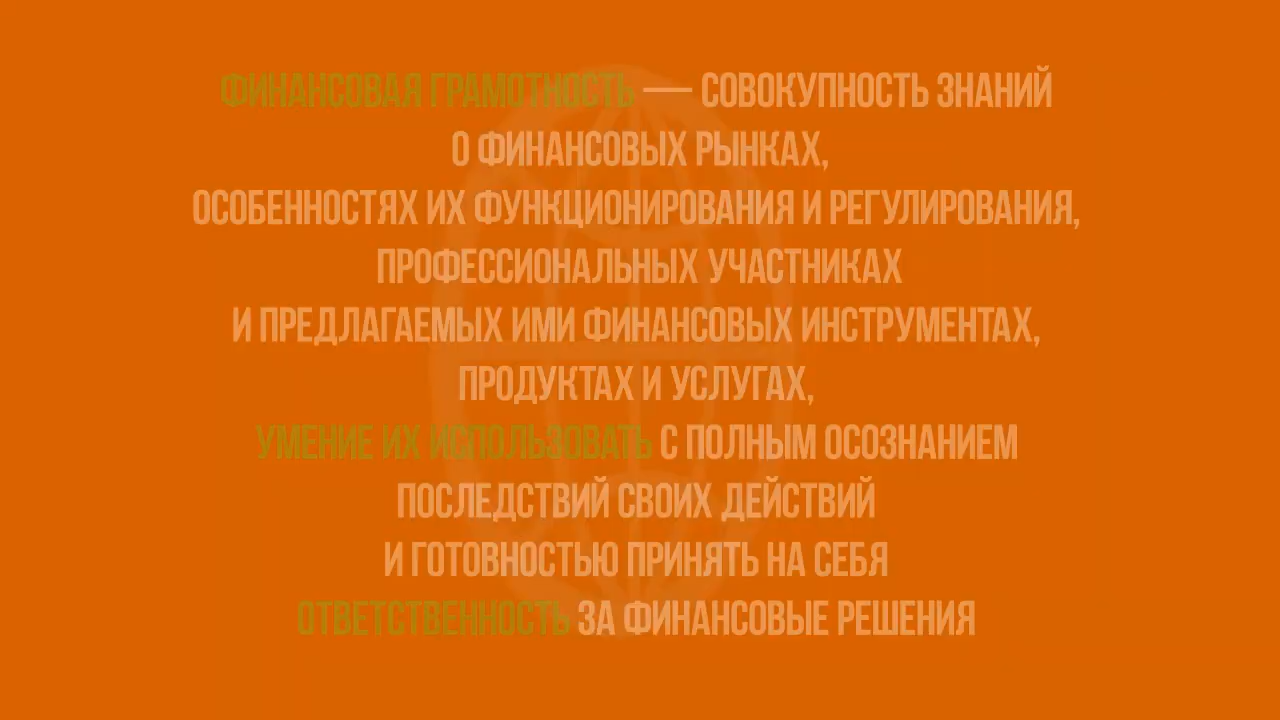 ФИНАНСОВАЯ ГРАМОТНОСТЬ — СОВОКУПНОСТЬ ЗНАНИЙ
О ФИНАНСОВЫХ РЫНКАХ,
ОСОБЕННОСТЯХ ИХ ФУНКЦИОНИРОВАНИЯ И РЕГУЛИРОВАНИЯ,
ПРОФЕССИОНАЛЬНЫХ УЧАСТНИКАХ
И ПРЕДЛАГАЕМЫХ ИМИ ФИНАНСОВЫХ ИНСТРУМЕНТАХ,
ПРОДУКТАХ И УСЛУГАХ,
УМЕНИЕ ИХ ИСПОЛЬЗОВАТЬ С ПОЛНЫМ ОСОЗНАНИЕМ
ПОСЛЕДСТВИЙ СВОИХ ДЕЙСТВИЙ
И ГОТОВНОСТЬЮ ПРИНЯТЬ НА СЕБЯ
ОТВЕТСТВЕННОСТЬ ЗА ФИНАНСОВЫЕ РЕШЕНИЯ